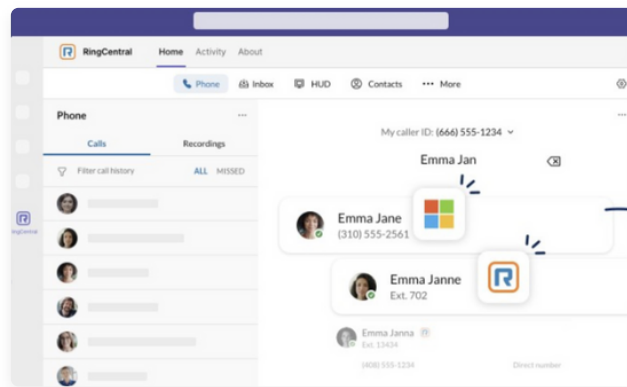 RingCentral Home Activity About
Phone Inbox HUD Contacts ••• More
Phone
Calls Recordings
Filter call history ALL MISSED
ingCentral
My caller ID: (666) 555-1234
Emma Jan
Emma Jane
(310) 555-2561
Emma Janne
Ext. 702
Emma Janna
Ext. 13434
(408) 555-1234 Direct number